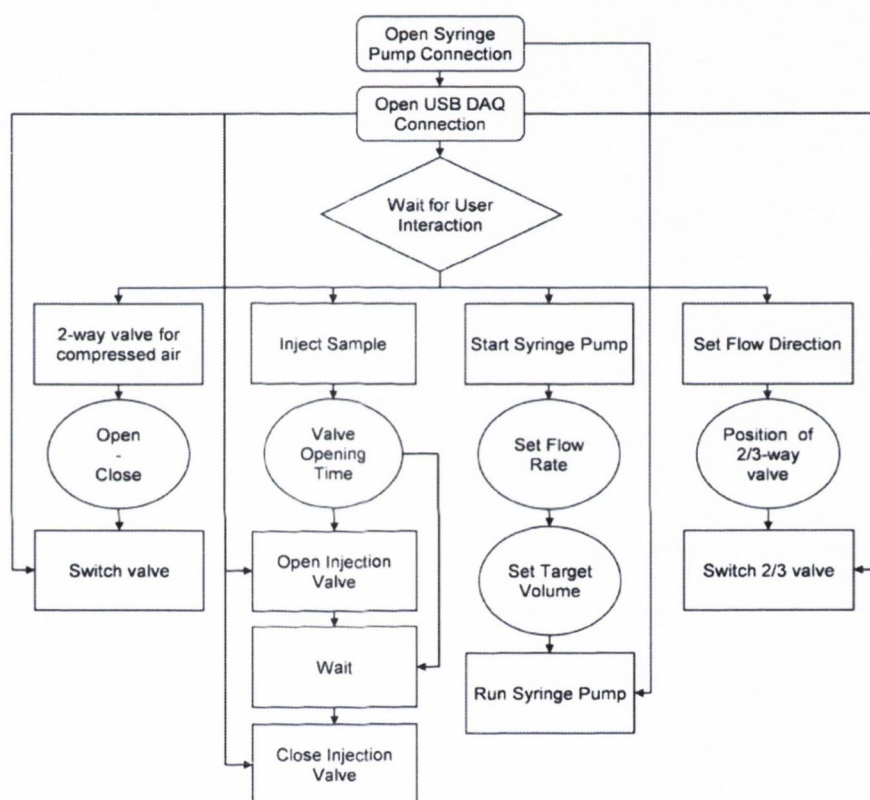 Open Syringe
Pump Connection
Open USB DAQ
Connection
Wait for User
Interaction
2-way valve for
compressed air
Inject Sample
Start Syringe Pump
Set Flow Direction
Open
-
Close
Valve
Opening
Time
Set Flow
Rate
Position of
2/3-way
valve
Switch valve
Open Injection
Valve
Set Target
Volume
Switch 2/3 valve
Wait
Run Syringe Pump
Close Injection
Valve